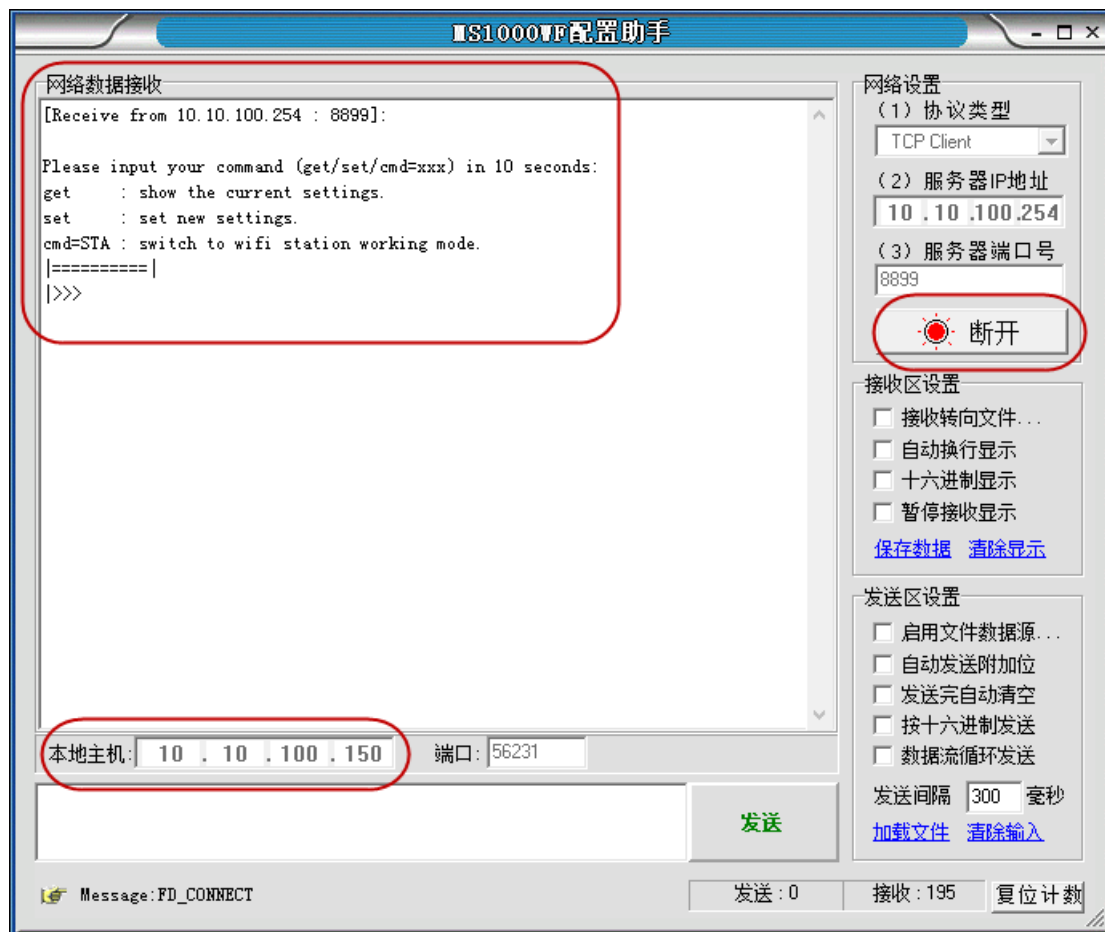 MS1000WF配置助手
网络数据接收
[Receive from 10.10.100.254 : 8899]:
Please input your command (get/set/cmd=xxx) in 10 seconds:
get : show the current settings.
set : set new settings.
cmd=STA : switch to wifi station working mode.
|==========|
|>>>
本地主机: 10 . 10 . 100 . 150 端口: 56231
发送
Message:FD_CONNECT
发送 : 0 接收 : 195 复位计数
网络设置
（1）协议类型
TCP Client
（2）服务器IP地址
10 . 10 .100 .254
（3）服务器端口号
8899
断开
接收区设置
接收转向文件...
自动换行显示
十六进制显示
暂停接收显示
保存数据 清除显示
发送区设置
启用文件数据源...
自动发送附加位
发送完自动清空
按十六进制发送
数据流循环发送
发送间隔 300 毫秒
加载文件 清除输入